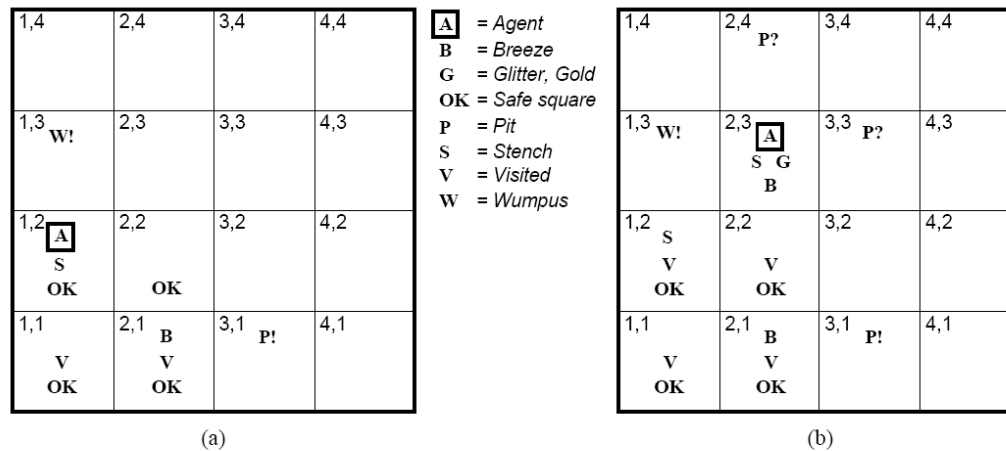 1,4 2,4 3,4 4,4
1,3 W! 2,3 3,3 4,3
1,2 A 2,2 3,2 4,2
S
OK OK
1,1 2,1 B 3,1 P! 4,1
V V
OK OK
(a)
A = Agent
B = Breeze
G = Glitter, Gold
OK = Safe square
P = Pit
S = Stench
V = Visited
W = Wumpus
1,4 2,4 P? 3,4 4,4
1,3 W! 2,3 A 3,3 P? 4,3
S G
B
1,2 S 2,2 3,2 4,2
V V
OK OK
1,1 2,1 B 3,1 P! 4,1
V V
OK OK
(b)